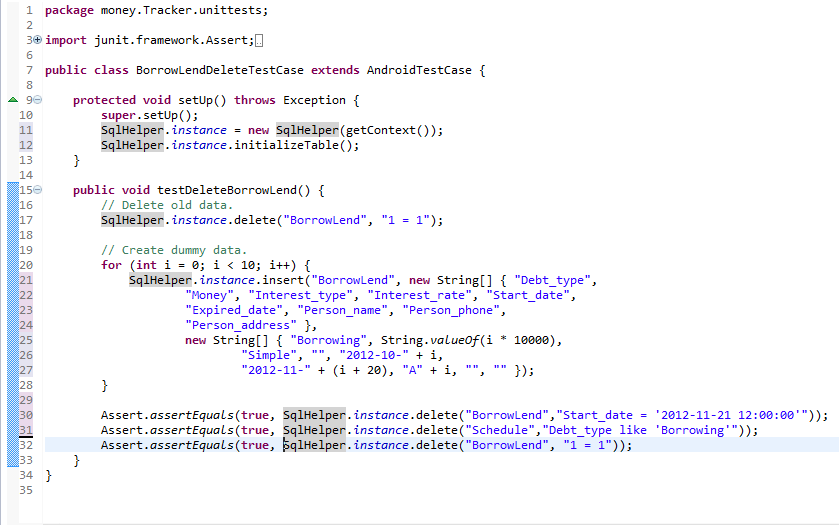 1 package money.Tracker.unittests;
2
3 import junit.framework.Assert;
6
7 public class BorrowLendDeleteTestCase extends AndroidTestCase {
8
9     protected void setUp() throws Exception {
10         super.setUp();
11         SqlHelper.instance = new SqlHelper(getContext());
12         SqlHelper.instance.initializeTable();
13     }
14
15     public void testDeleteBorrowLend() {
16         // Delete old data.
17         SqlHelper.instance.delete("BorrowLend", "1 = 1");
18
19         // Create dummy data.
20         for (int i = 0; i < 10; i++) {
21             SqlHelper.instance.insert("BorrowLend", new String[] { "Debt_type",
22                     "Money", "Interest_type", "Interest_rate", "Start_date",
23                     "Expired_date", "Person_name", "Person_phone",
24                     "Person_address" },
25                     new String[] { "Borrowing", String.valueOf(i * 10000),
26                             "Simple", "", "2012-10-" + i,
27                             "2012-11-" + (i + 20), "A" + i, "", "" });
28         }
29
30         Assert.assertEquals(true, SqlHelper.instance.delete("BorrowLend","Start_date = '2012-11-21 12:00:00'"));
31         Assert.assertEquals(true, SqlHelper.instance.delete("Schedule","Debt_type like 'Borrowing'"));
32         Assert.assertEquals(true, SqlHelper.instance.delete("BorrowLend", "1 = 1"));
33     }
34 }
35